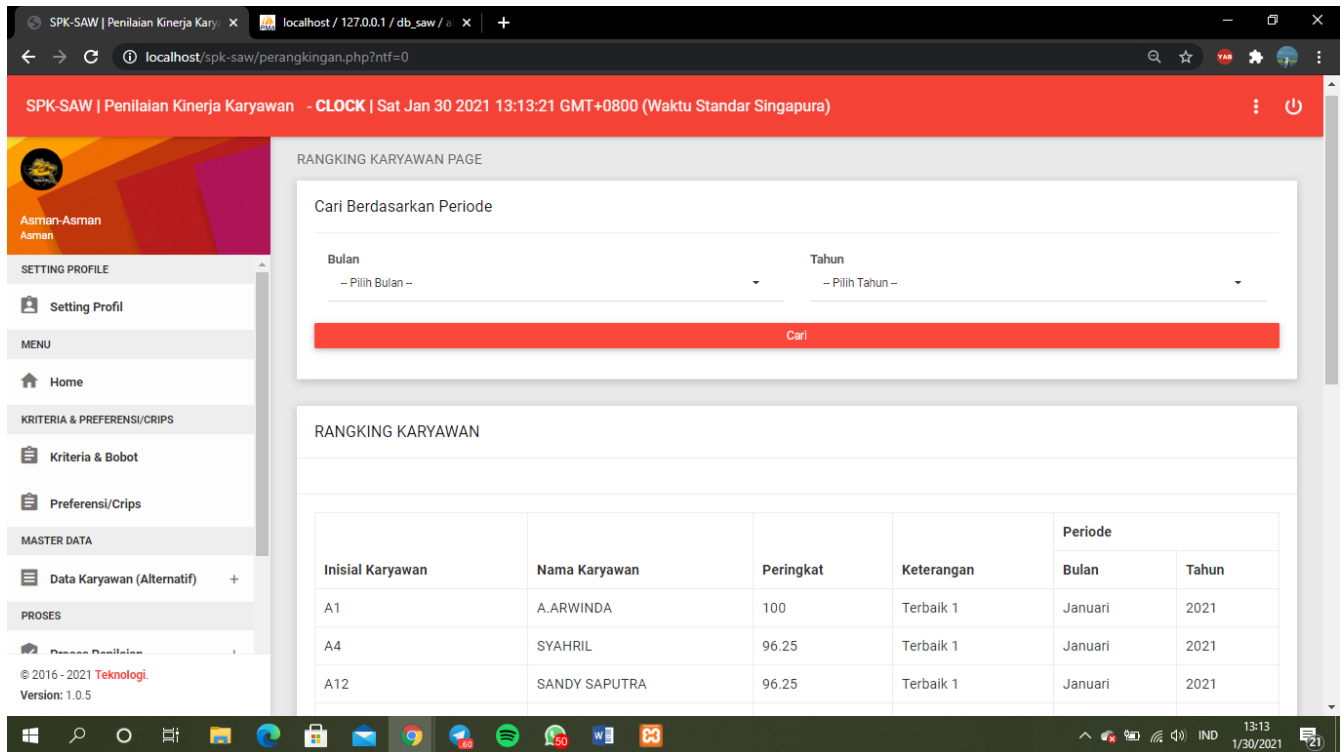 SPK-SAW | Penilaian Kinerja Kary
localhost / 127.0.0.1 / db_saw / a
localhost/spk-saw/perangkingan.php?ntf=0
YAB
SPK-SAW | Penilaian Kinerja Karyawan - CLOCK | Sat Jan 30 2021 13:13:21 GMT+0800 (Waktu Standar Singapura)
Asman-Asman
Asman
SETTING PROFILE
Setting Profil
MENU
Home
KRITERIA & PREFERENSI/CRIPS
Kriteria & Bobot
Preferensi/Crips
MASTER DATA
Data Karyawan (Alternatif) +
PROSES
Proses Penilaian
© 2016 - 2021 Teknologi.
Version: 1.0.5
RANGKING KARYAWAN PAGE
Cari Berdasarkan Periode
Bulan Tahun
-- Pilih Bulan -- -- Pilih Tahun --
Cari
RANGKING KARYAWAN
Periode
Inisial Karyawan Nama Karyawan Peringkat Keterangan Bulan Tahun
A1 A.ARWINDA 100 Terbaik 1 Januari 2021
A4 SYAHRIL 96.25 Terbaik 1 Januari 2021
A12 SANDY SAPUTRA 96.25 Terbaik 1 Januari 2021
60
50
IND
13:13
1/30/2021
21